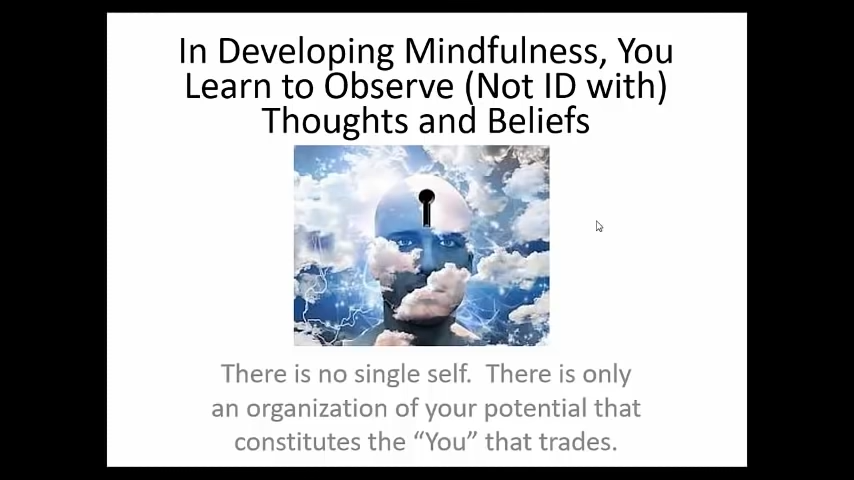 In Developing Mindfulness, You
Learn to Observe (Not ID with)
Thoughts and Beliefs
There is no single self.  There is only
an organization of your potential that
constitutes the “You” that trades.